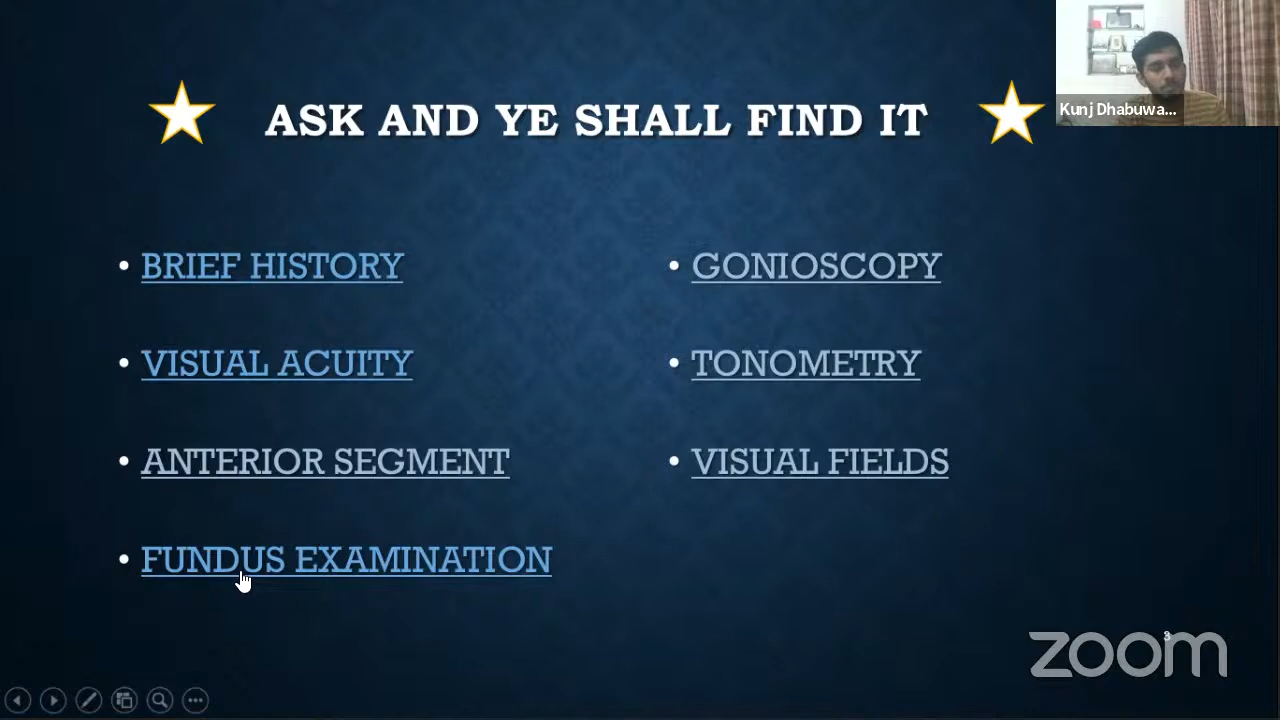 ASK AND YE SHALL FIND IT
Kunj Dhabuwa...
• BRIEF HISTORY
• VISUAL ACUITY
• ANTERIOR SEGMENT
• FUNDUS EXAMINATION
• GONIOSCOPY
• TONOMETRY
• VISUAL FIELDS
3
zoom